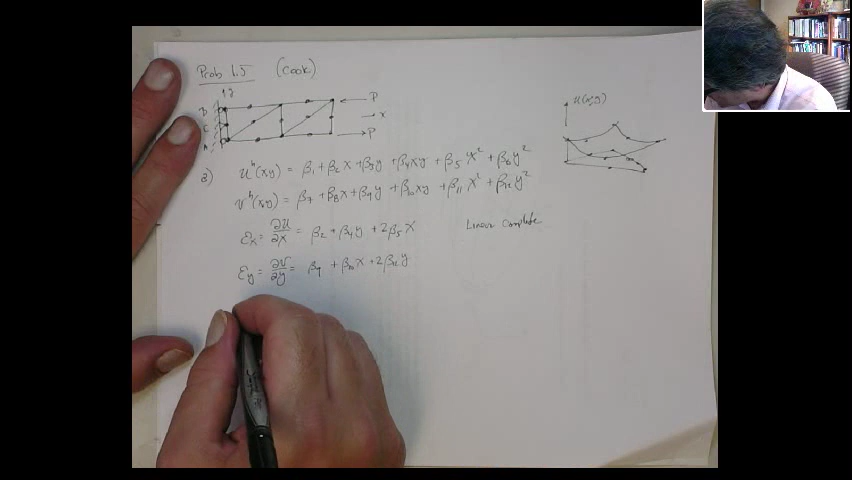 Prob 1.5 (Cook)
y
P
B
x
C
A
P
u(x,y)
a) u^h(x,y) = β₁ + β₂x + β₃y + β₄xy + β₅x² + β₆y²
v^h(x,y) = β₇ + β₈x + β₉y + β₁₀xy + β₁₁x² + β₁₂y²
εx = ∂u/∂x = β₂ + β₄y + 2β₅x Linear Complete
εy = ∂v/∂y = β₉ + β₁₀x + 2β₁₂y